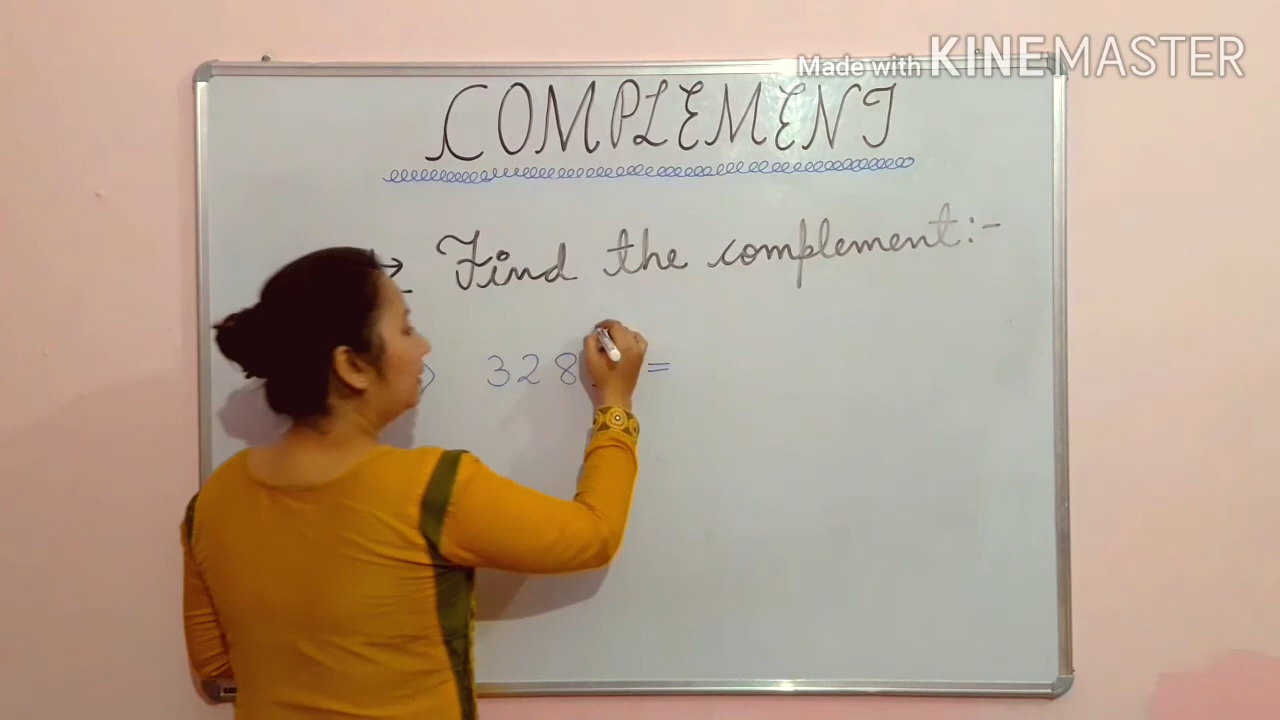 Made with KINEMASTER
COMPLEMENT
→ Find the complement:-
) 328 =